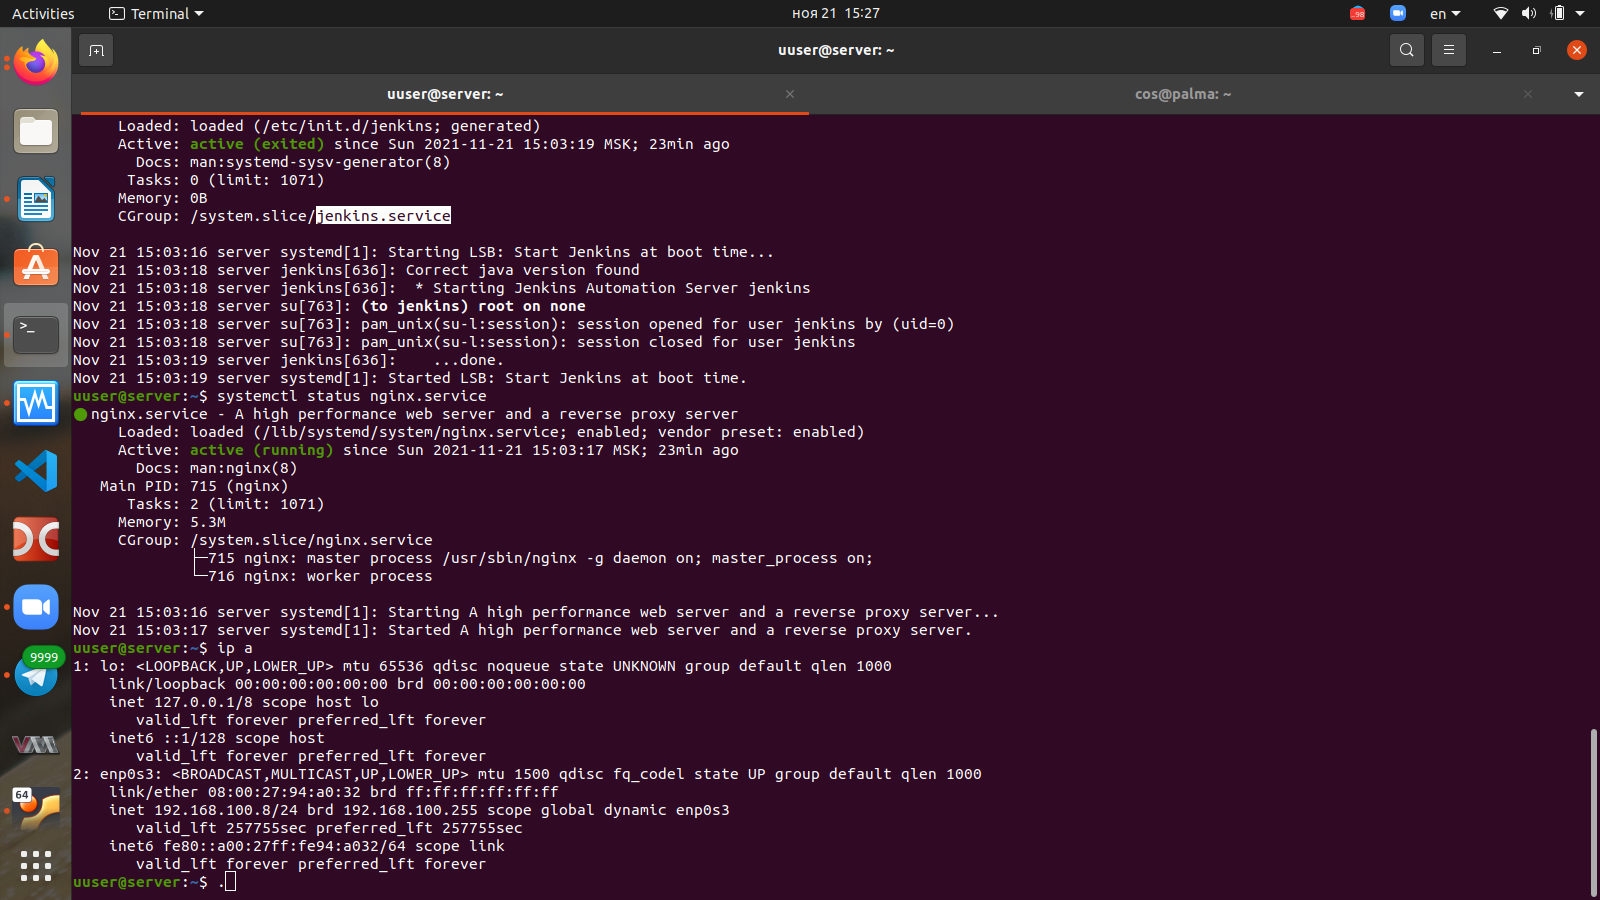 Activities Terminal ноя 21 15:27 en
uuser@server: ~
uuser@server: ~ cos@palma: ~
Loaded: loaded (/etc/init.d/jenkins; generated)
Active: active (exited) since Sun 2021-11-21 15:03:19 MSK; 23min ago
Docs: man:systemd-sysv-generator(8)
Tasks: 0 (limit: 1071)
Memory: 0B
CGroup: /system.slice/jenkins.service
Nov 21 15:03:16 server systemd[1]: Starting LSB: Start Jenkins at boot time...
Nov 21 15:03:18 server jenkins[636]: Correct java version found
Nov 21 15:03:18 server jenkins[636]:  * Starting Jenkins Automation Server jenkins
Nov 21 15:03:18 server su[763]: (to jenkins) root on none
Nov 21 15:03:18 server su[763]: pam_unix(su-l:session): session opened for user jenkins by (uid=0)
Nov 21 15:03:18 server su[763]: pam_unix(su-l:session): session closed for user jenkins
Nov 21 15:03:19 server jenkins[636]:    ...done.
Nov 21 15:03:19 server systemd[1]: Started LSB: Start Jenkins at boot time.
uuser@server:~$ systemctl status nginx.service
● nginx.service - A high performance web server and a reverse proxy server
Loaded: loaded (/lib/systemd/system/nginx.service; enabled; vendor preset: enabled)
Active: active (running) since Sun 2021-11-21 15:03:17 MSK; 23min ago
Docs: man:nginx(8)
Main PID: 715 (nginx)
Tasks: 2 (limit: 1071)
Memory: 5.3M
CGroup: /system.slice/nginx.service
├─715 nginx: master process /usr/sbin/nginx -g daemon on; master_process on;
└─716 nginx: worker process
Nov 21 15:03:16 server systemd[1]: Starting A high performance web server and a reverse proxy server...
Nov 21 15:03:17 server systemd[1]: Started A high performance web server and a reverse proxy server.
uuser@server:~$ ip a
1: lo: <LOOPBACK,UP,LOWER_UP> mtu 65536 qdisc noqueue state UNKNOWN group default qlen 1000
link/loopback 00:00:00:00:00:00 brd 00:00:00:00:00:00
inet 127.0.0.1/8 scope host lo
valid_lft forever preferred_lft forever
inet6 ::1/128 scope host
valid_lft forever preferred_lft forever
2: enp0s3: <BROADCAST,MULTICAST,UP,LOWER_UP> mtu 1500 qdisc fq_codel state UP group default qlen 1000
link/ether 08:00:27:94:a0:32 brd ff:ff:ff:ff:ff:ff
inet 192.168.100.8/24 brd 192.168.100.255 scope global dynamic enp0s3
valid_lft 257755sec preferred_lft 257755sec
inet6 fe80::a00:27ff:fe94:a032/64 scope link
valid_lft forever preferred_lft forever
uuser@server:~$ .
9999
64